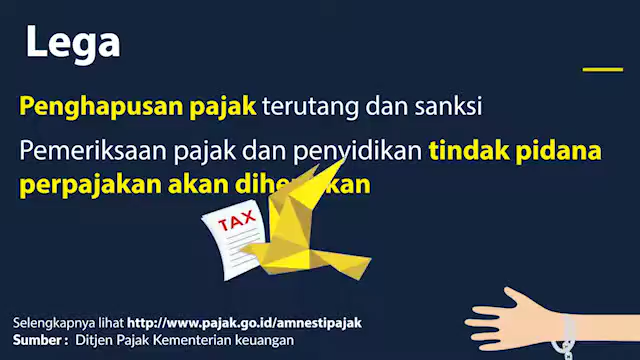 Lega
Penghapusan pajak terutang dan sanksi
Pemeriksaan pajak dan penyidikan tindak pidana
perpajakan akan
TAX
Selengkapnya lihat http://www.pajak.go.id/amnestipajak
Sumber : Ditjen Pajak Kementerian keuangan